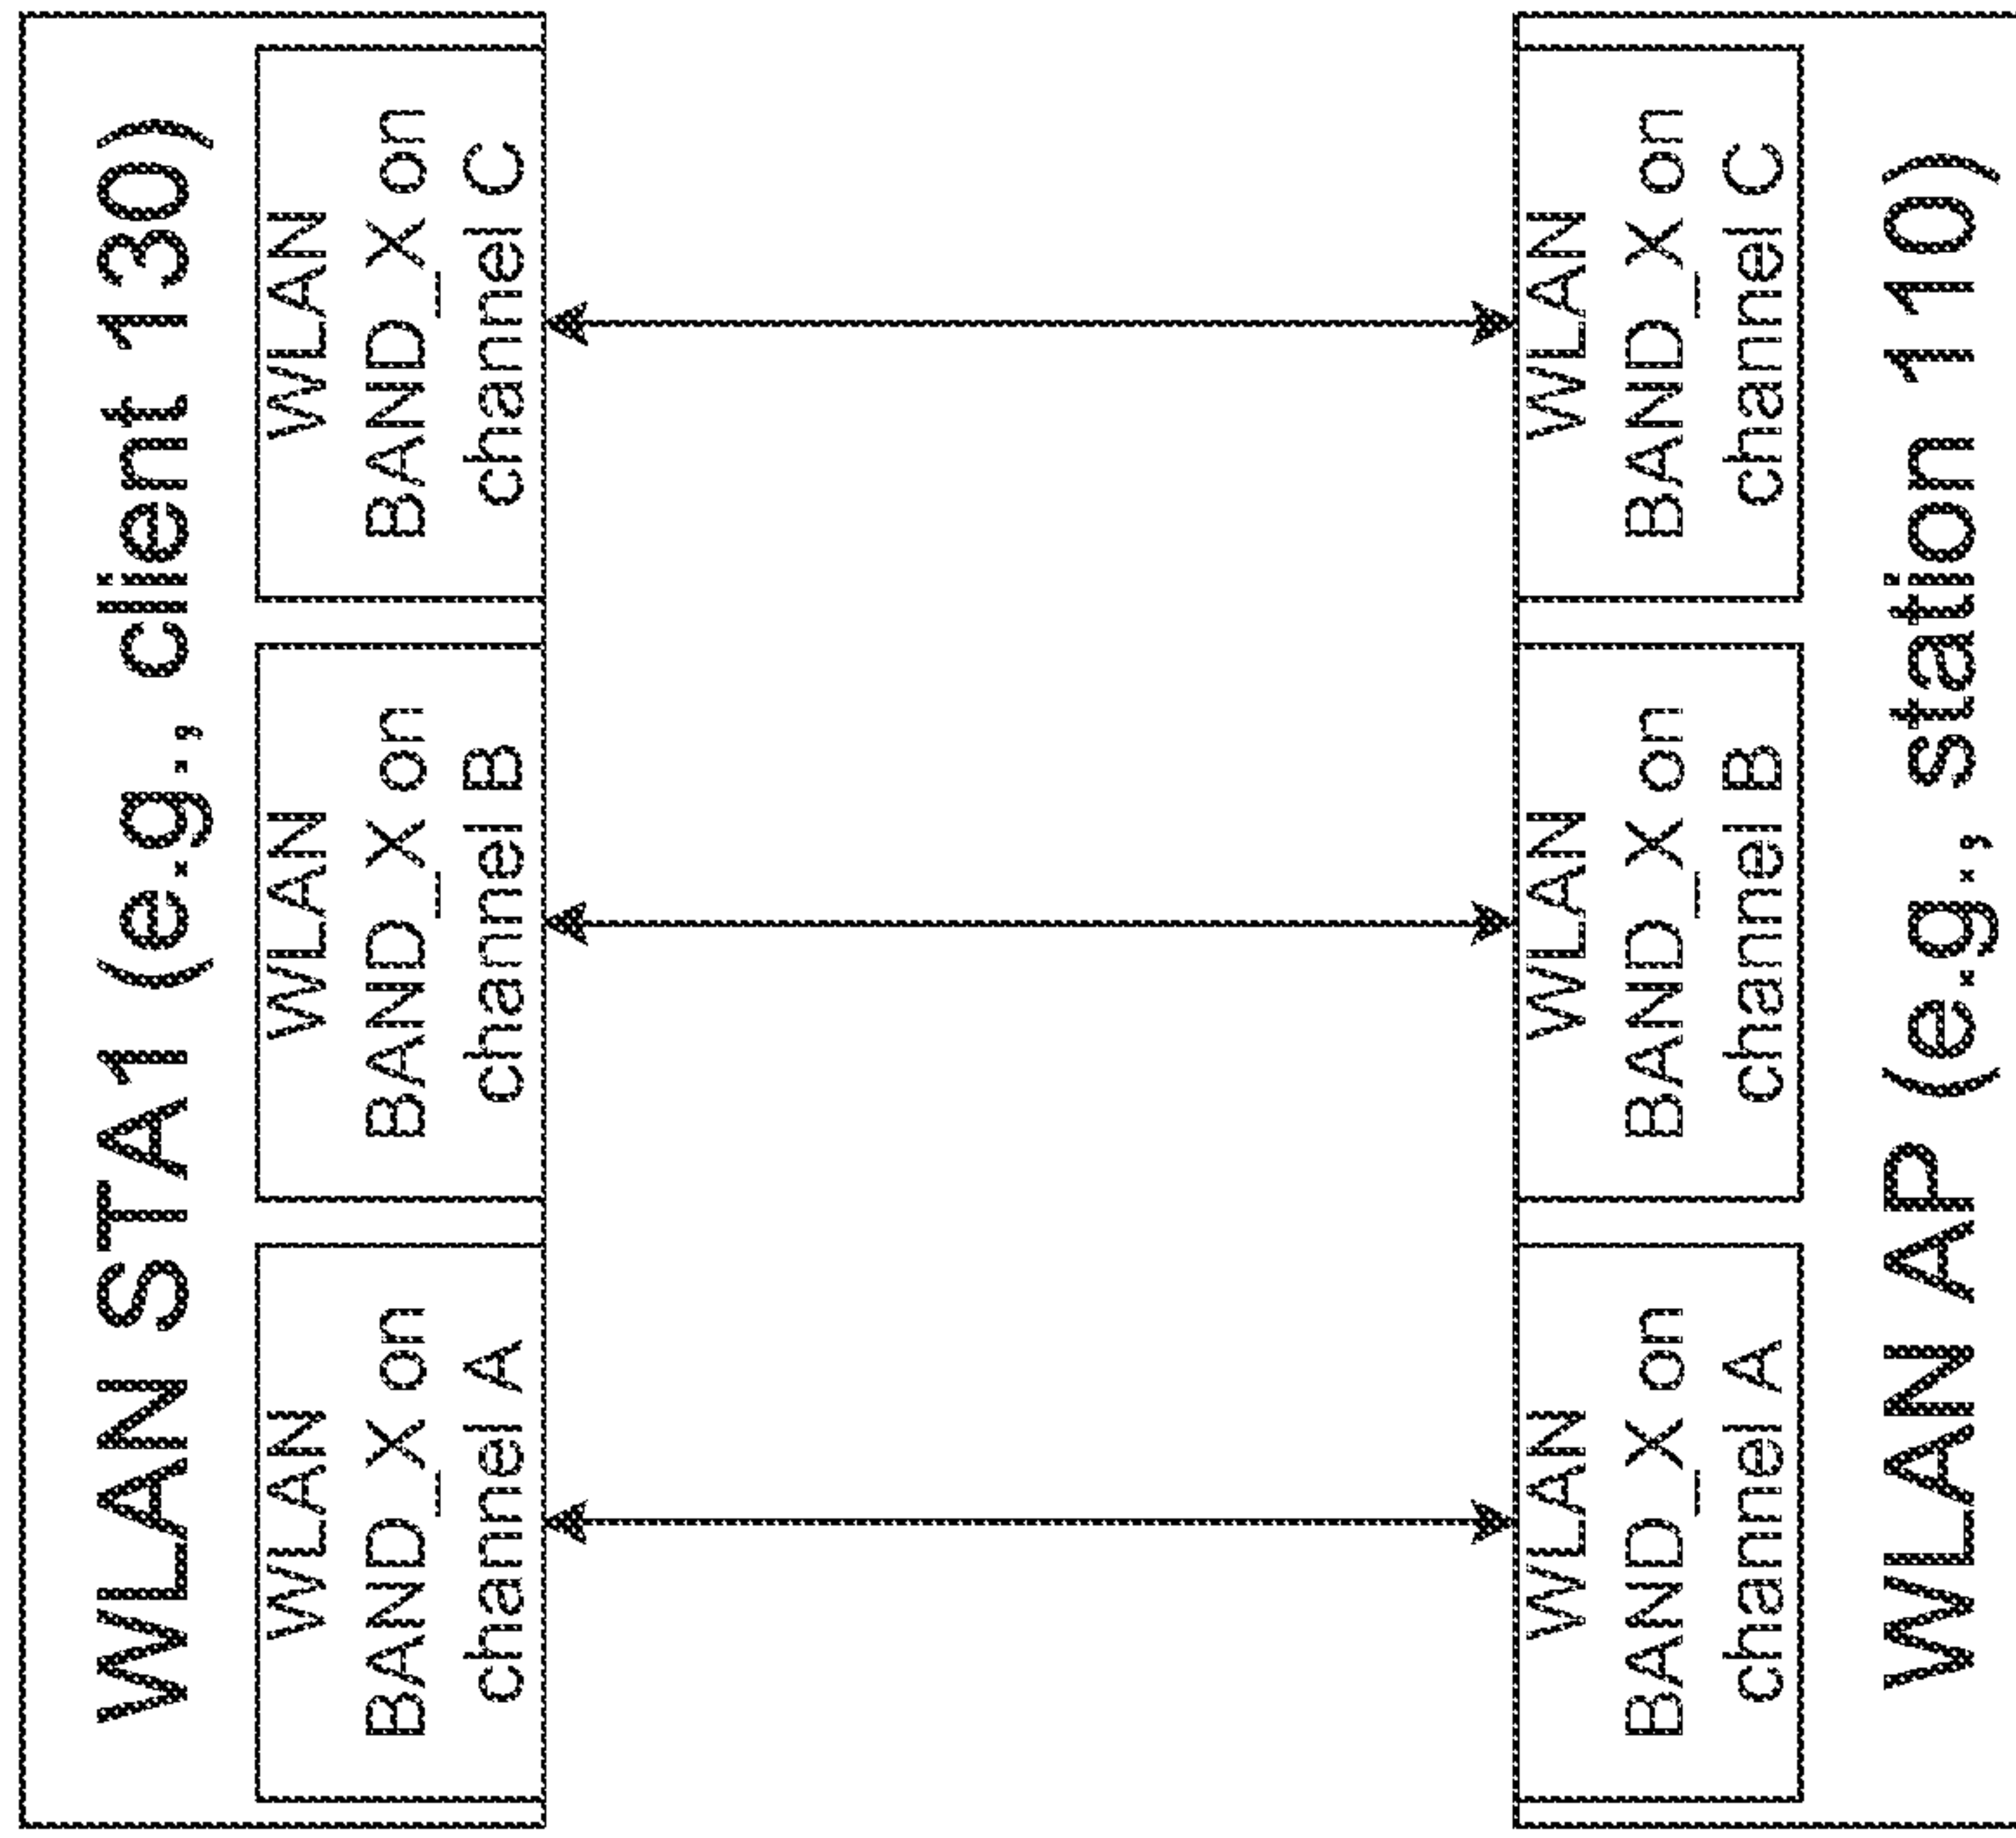 WLAN STA1 (e.g., client 130)
WLAN
BAND_X on
channel A
WLAN
BAND_X on
channel B
WLAN
BAND_X on
channel C
WLAN
BAND_X on
channel A
WLAN
BAND_X on
channel B
WLAN
BAND_X on
channel C
WLAN AP (e.g., station 110)